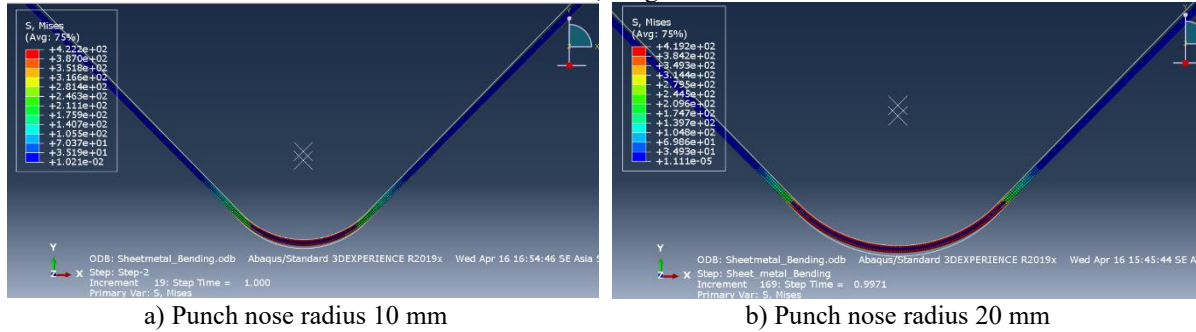 S, Mises
(Avg: 75%)
+4.222e+02
+3.870e+02
+3.518e+02
+3.166e+02
+2.814e+02
+2.463e+02
+2.111e+02
+1.759e+02
+1.407e+02
+1.055e+02
+7.037e+01
+3.519e+01
+1.021e-02
Y
X
Y
Z
X
ODB: Sheetmetal_Bending.odb Abaqus/Standard 3DEXPERIENCE R2019x Wed Apr 16 16:54:46 SE Asia
Step: Step-2
Increment 19: Step Time = 1.000
Primary Var: S, Mises
a) Punch nose radius 10 mm
S, Mises
(Avg: 75%)
+4.192e+02
+3.842e+02
+3.493e+02
+3.144e+02
+2.795e+02
+2.445e+02
+2.096e+02
+1.747e+02
+1.397e+02
+1.048e+02
+6.986e+01
+3.493e+01
+1.111e-05
Y
Z
X
ODB: Sheetmetal_Bending.odb Abaqus/Standard 3DEXPERIENCE R2019x Wed Apr 16 15:45:44 SE A
Step: Sheet_metal_Bending
Increment 169: Step Time = 0.9971
Primary Var: S, Mises
b) Punch nose radius 20 mm